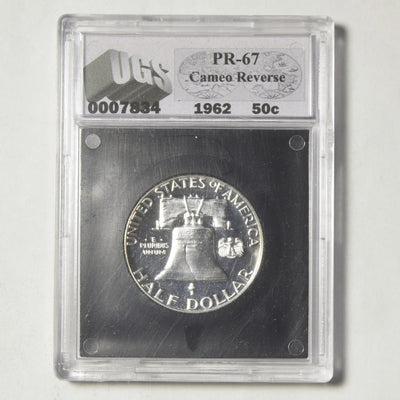 UGS
PR-67
Cameo Reverse
0007834 1962 50c
UNITED STATES OF AMERICA
E
PLURIBUS
UNUM
HALF DOLLAR